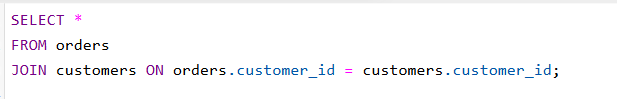 SELECT *
FROM orders
JOIN customers ON orders.customer_id = customers.customer_id;